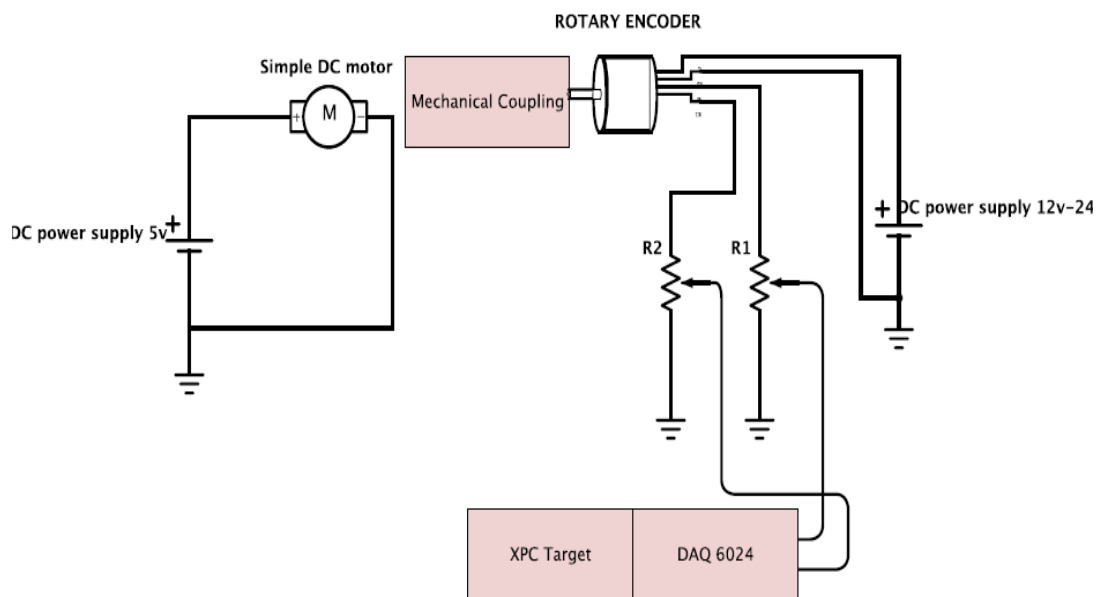 ROTARY ENCODER
Simple DC motor
M
+
-
Mechanical Coupling
+
DC power supply 5v
+
DC power supply 12v-24
R2
R1
XPC Target
DAQ 6024